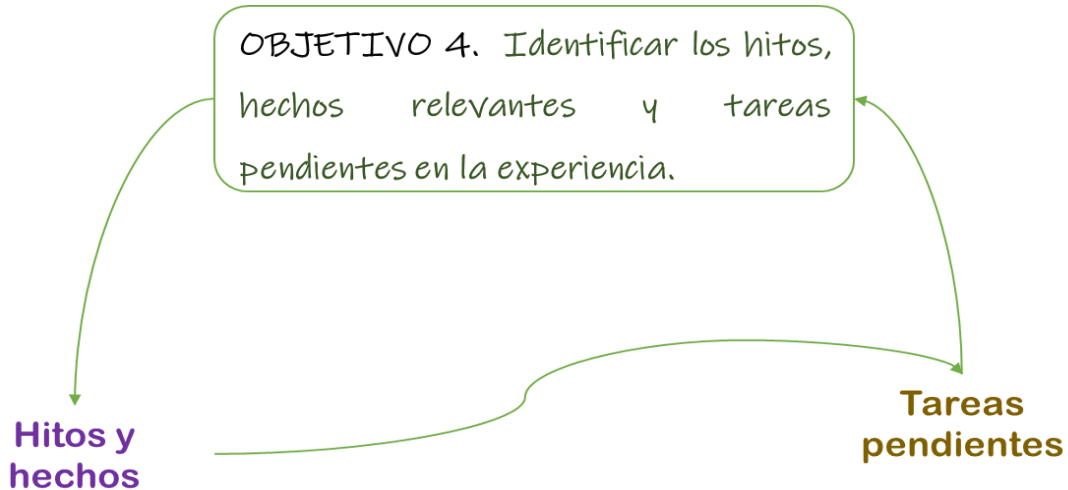 OBJETIVO 4. Identificar los hitos,
hechos relevantes y tareas
pendientes en la experiencia.
Hitos y
hechos
Tareas
pendientes